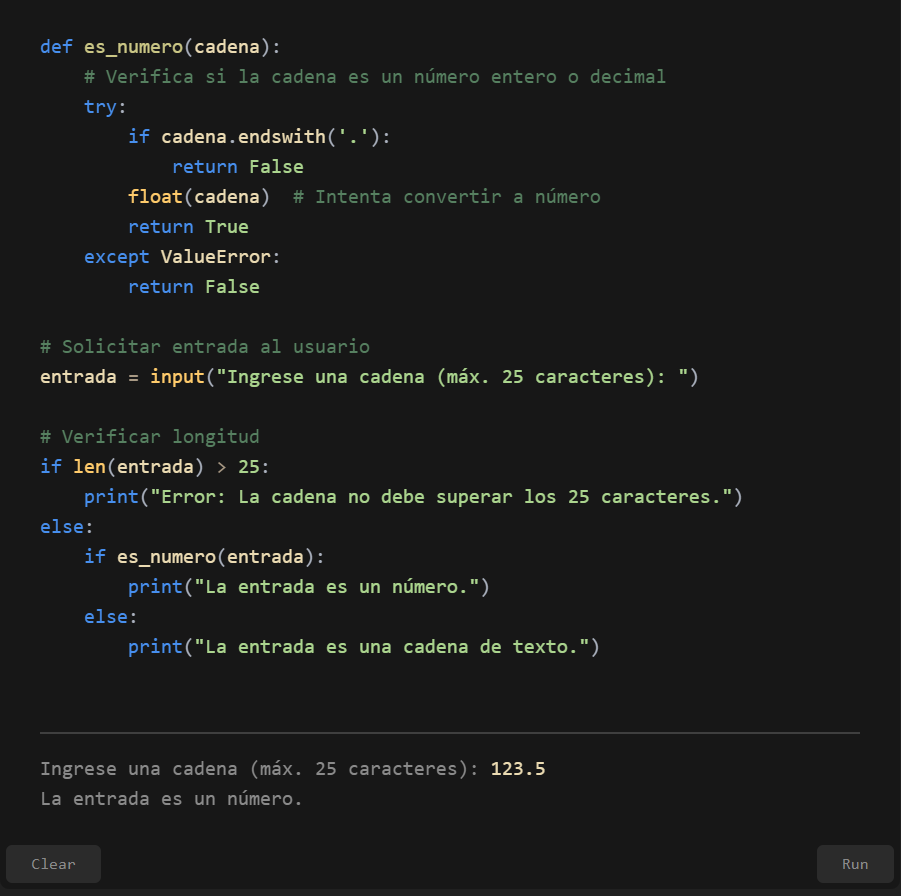 def es_numero(cadena):
    # Verifica si la cadena es un número entero o decimal
    try:
        if cadena.endswith('.'):
            return False
        float(cadena)  # Intenta convertir a número
        return True
    except ValueError:
        return False

# Solicitar entrada al usuario
entrada = input("Ingrese una cadena (máx. 25 caracteres): ")

# Verificar longitud
if len(entrada) > 25:
    print("Error: La cadena no debe superar los 25 caracteres.")
else:
    if es_numero(entrada):
        print("La entrada es un número.")
    else:
        print("La entrada es una cadena de texto.")

Ingrese una cadena (máx. 25 caracteres): 123.5
La entrada es un número.
Clear
Run